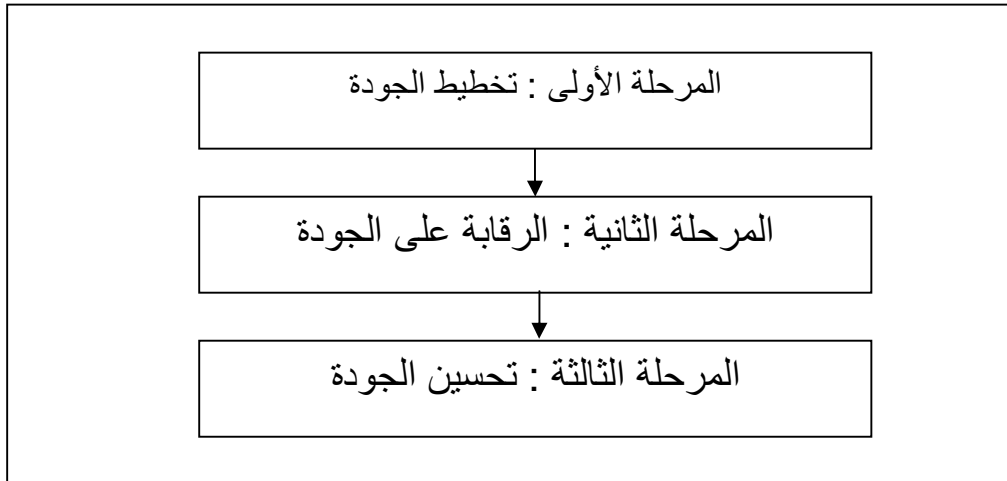 المرحلة الأولى : تخطيط الجودة
المرحلة الثانية : الرقابة على الجودة
المرحلة الثالثة : تحسين الجودة